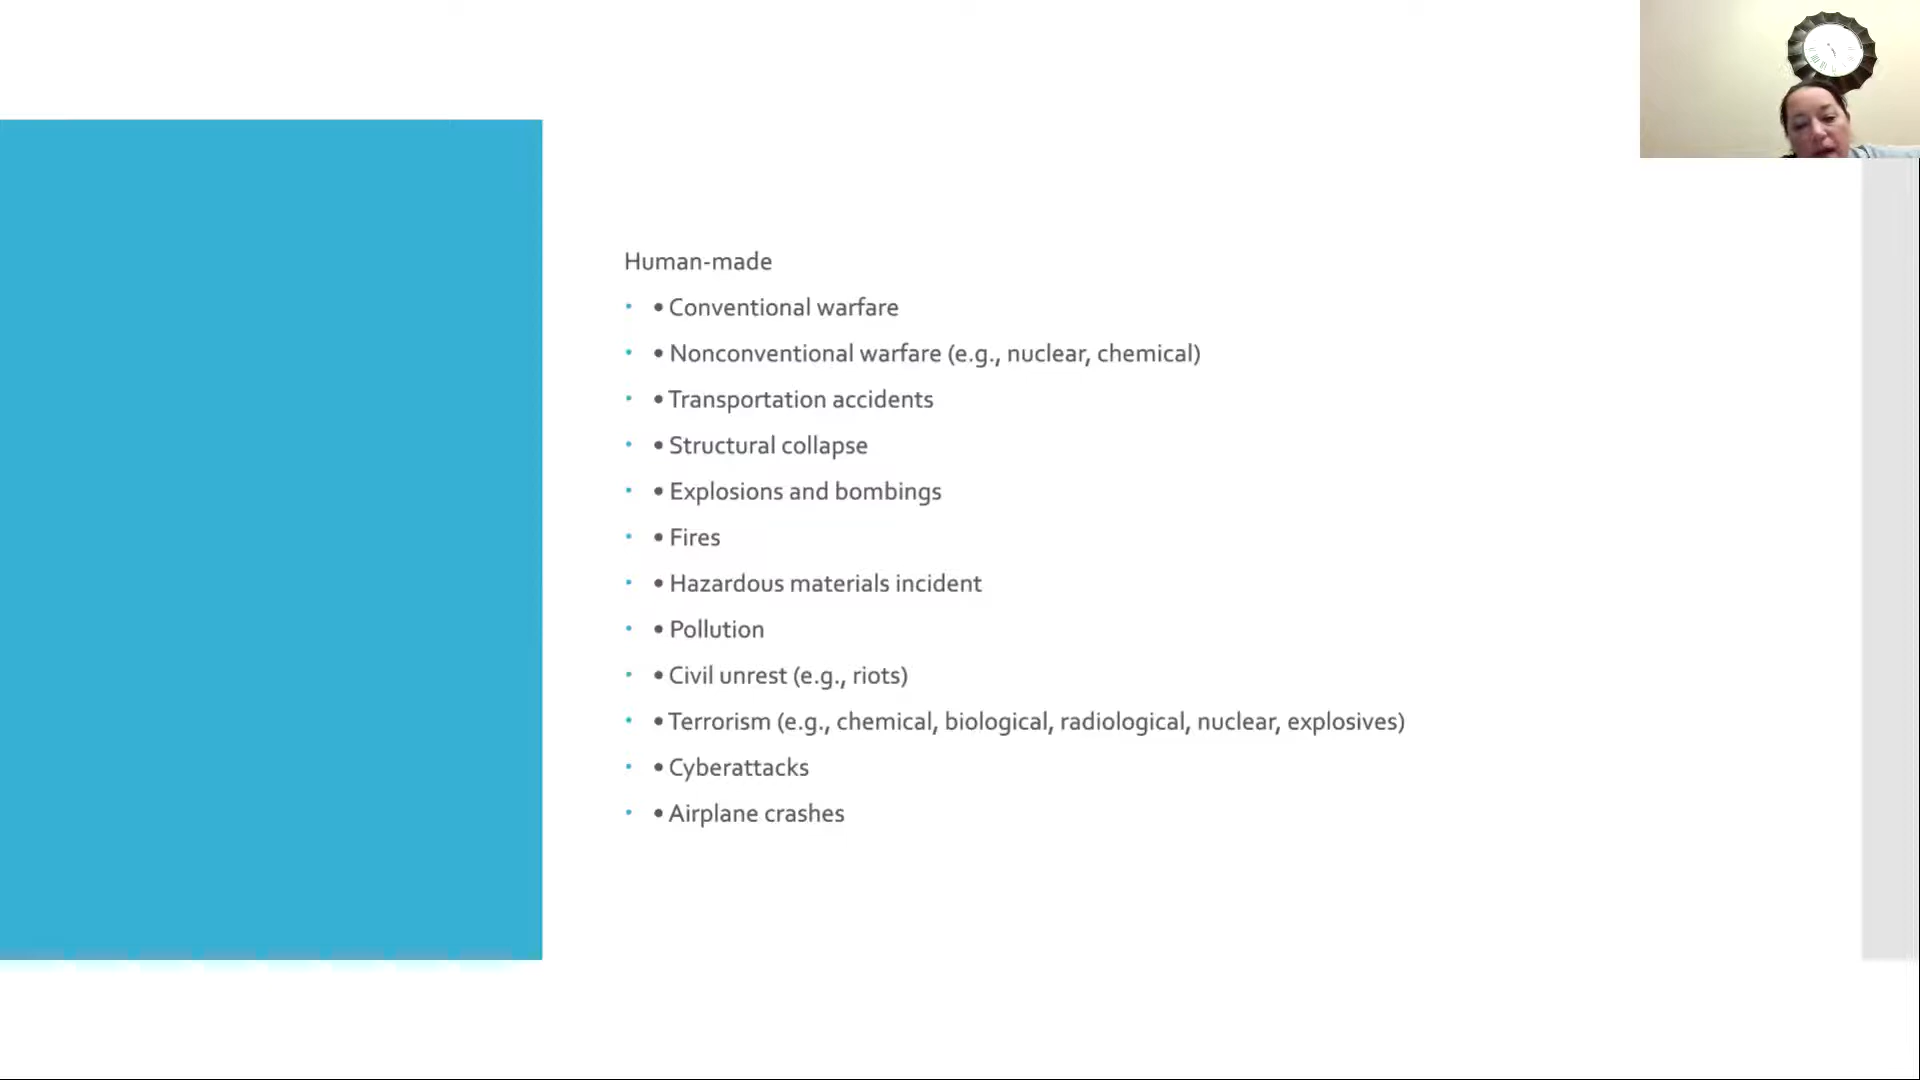 Human-made
• Conventional warfare
• Nonconventional warfare (e.g., nuclear, chemical)
• Transportation accidents
• Structural collapse
• Explosions and bombings
• Fires
• Hazardous materials incident
• Pollution
• Civil unrest (e.g., riots)
• Terrorism (e.g., chemical, biological, radiological, nuclear, explosives)
• Cyberattacks
• Airplane crashes